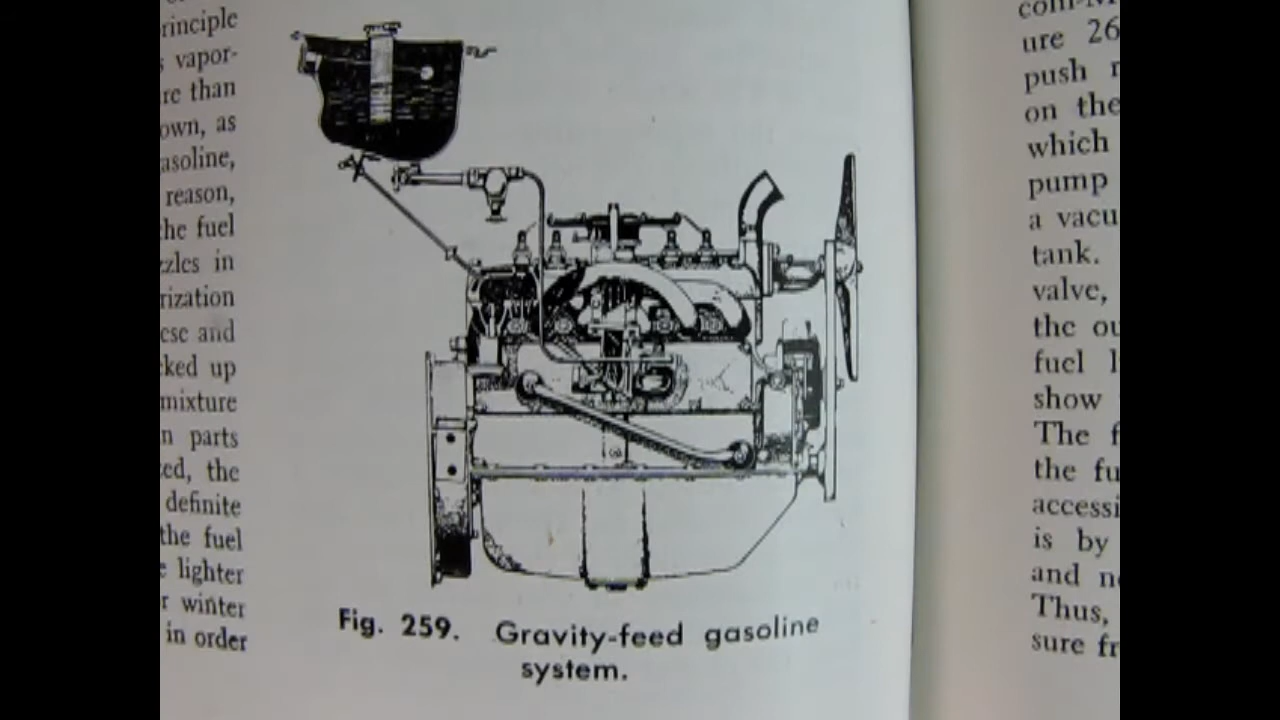 rinciple
vapor-
re than
own, as
asoline,
reason,
he fuel
zles in
rization
ese and
ked up
mixture
n parts
ed, the
definite
the fuel
lighter
winter
in order
Fig. 259. Gravity-feed gasoline
system.
ure 26
push r
on the
which
pump
a vacu
tank.
valve,
the ou
fuel l
show
The f
the fu
accessi
is by
and n
Thus,
sure fr